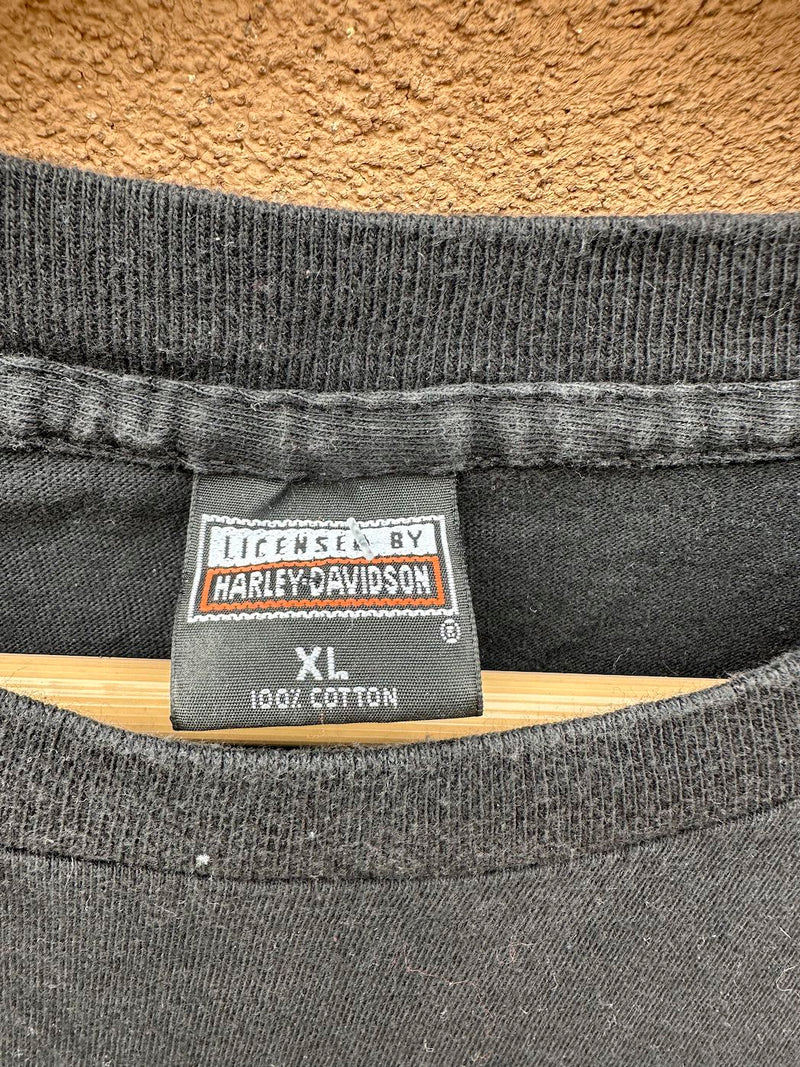 LICENSED BY
HARLEY-DAVIDSON
®
XL
100% COTTON